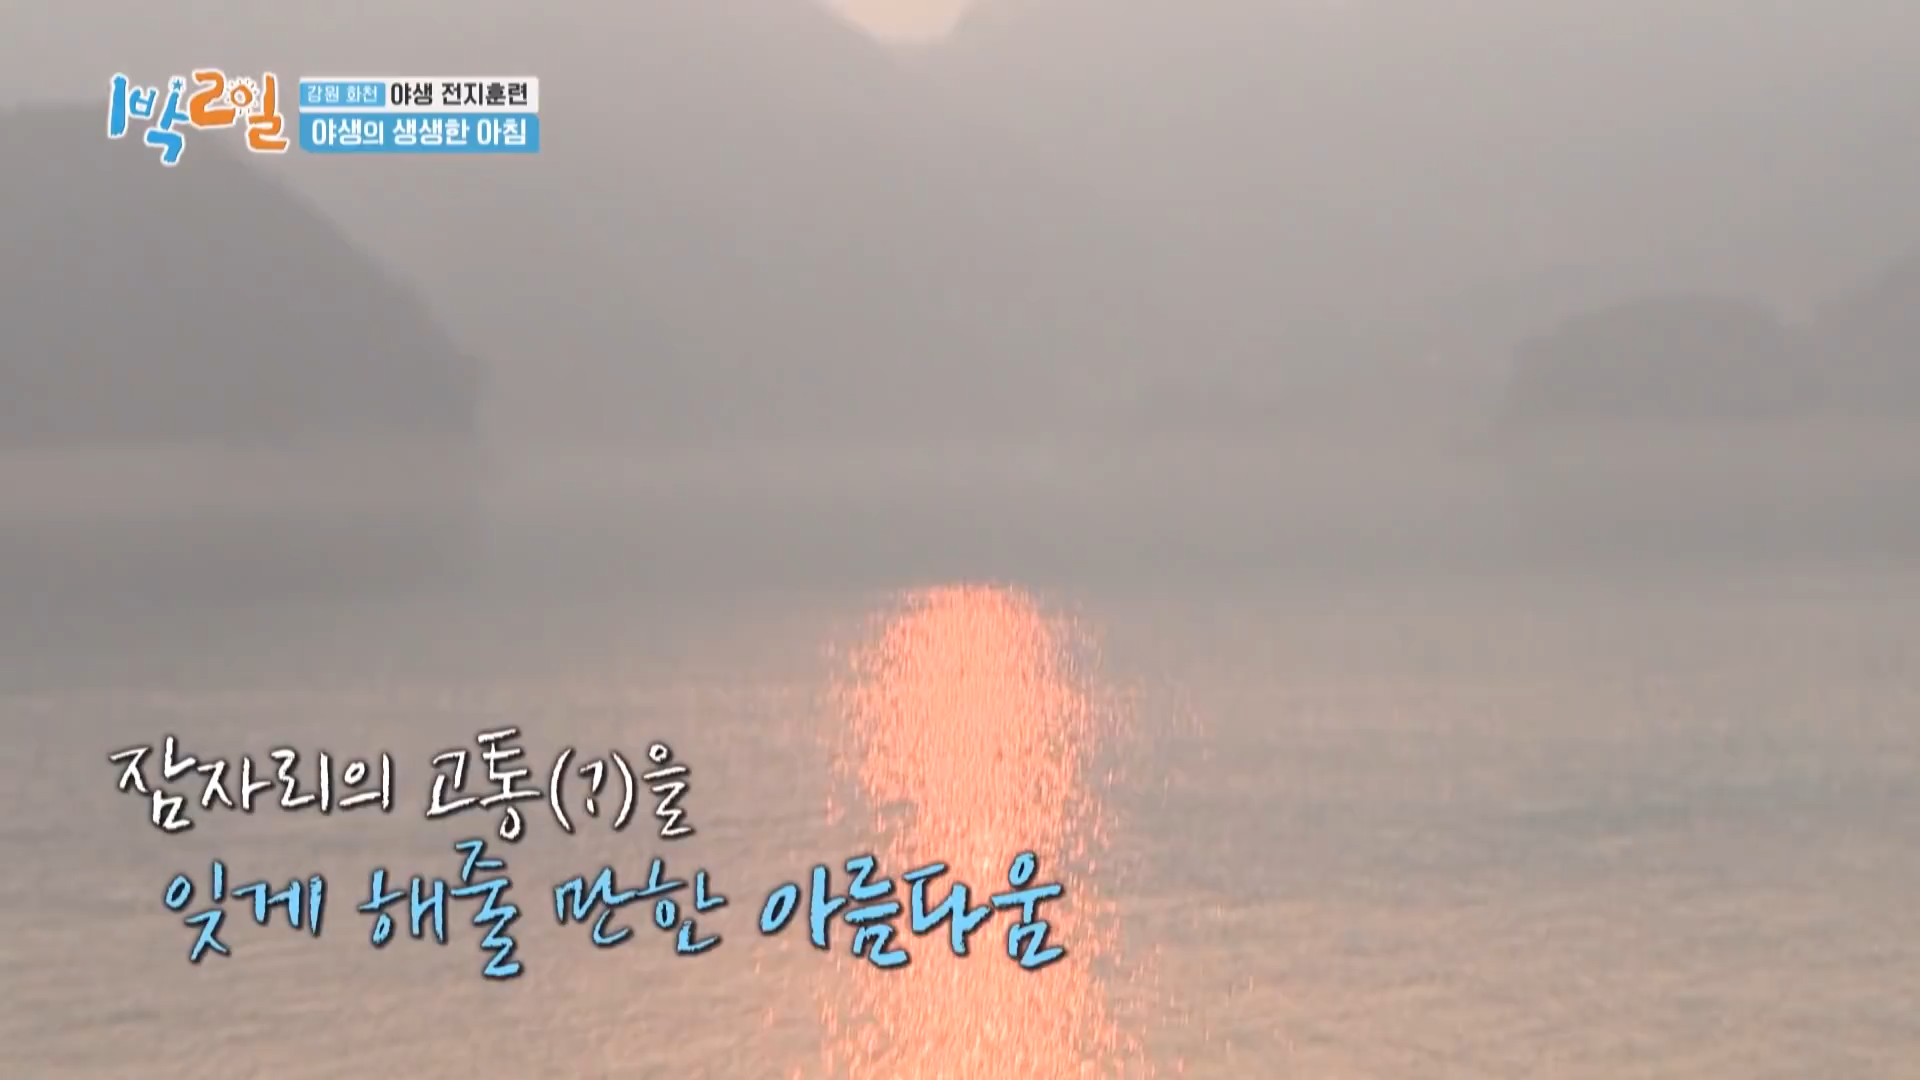 1박2일
강원 화천 야생 전지훈련
야생의 생생한 아침
잠자리의 고통(?)을
잊게 해줄 만한 아름다움